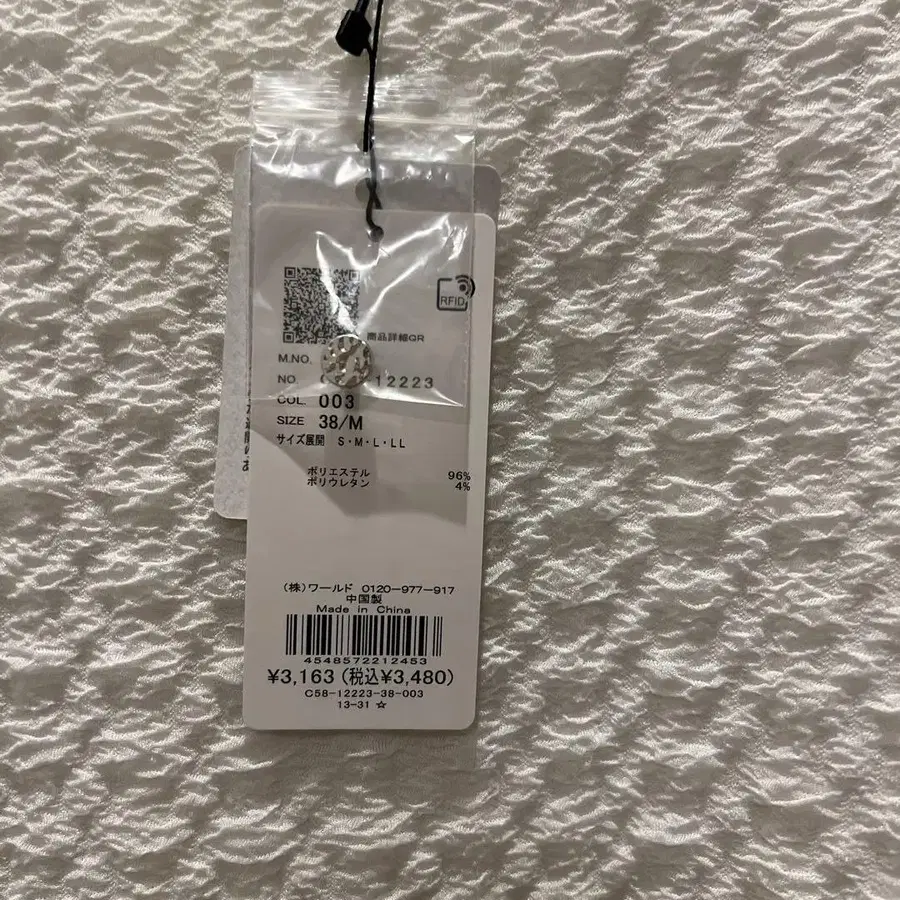 RFID
商品詳細QR
M.NO.
NO. 12223
COL. 003
SIZE 38/M
サイズ展開 S・M・L・LL
ポリエステル 96%
ポリウレタン 4%
(株)ワールド 0120-977-917
中国製
Made in China
4548572212453
¥3,163(税込¥3,480)
C58-12223-38-003
13-31 ☆